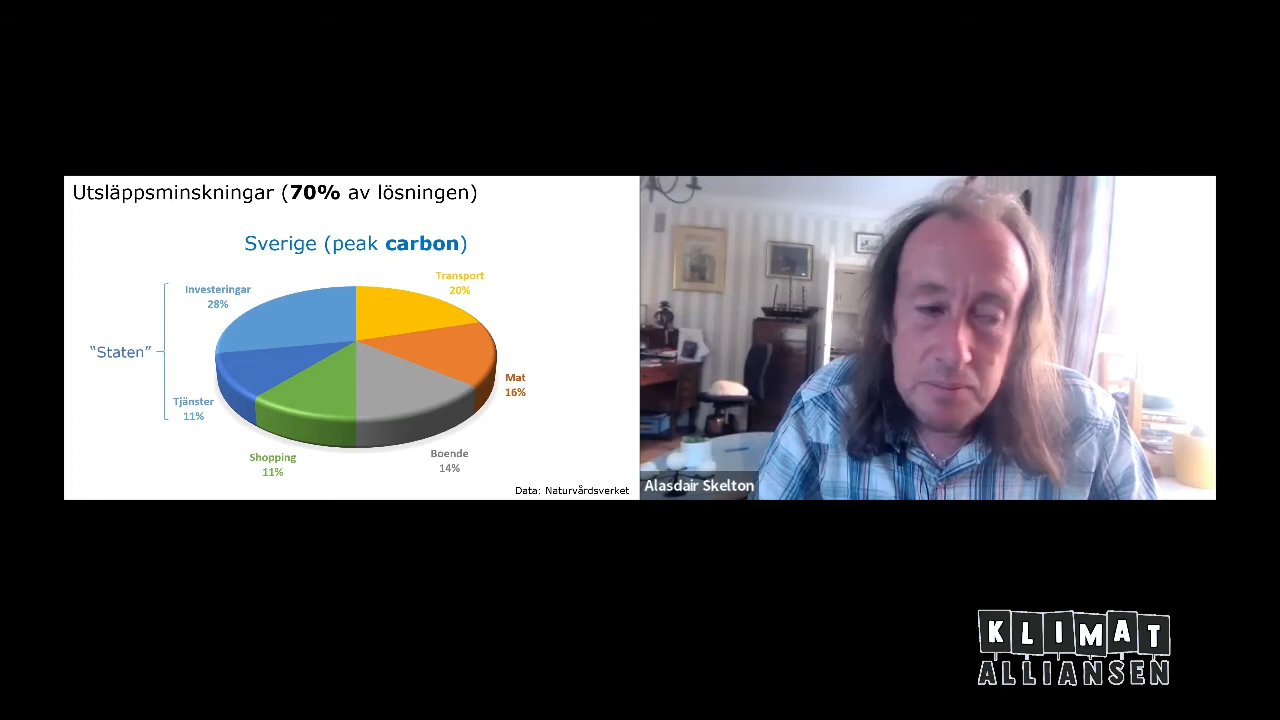 Utsläppsminskningar (70% av lösningen)
Sverige (peak carbon)
Transport
20%
Investeringar
28%
"Staten"
Mat
16%
Tjänster
11%
Shopping
11%
Boende
14%
Data: Naturvårdsverket
Alasdair Skelton
KLIMAT
ALLIANSEN